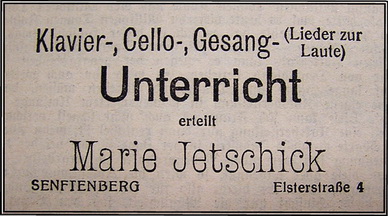 Klavier-, Cello-, Gesang- (Lieder zur Laute)
Unterricht
erteilt
Marie Jetschick
SENFTENBERG Elsterstraße 4